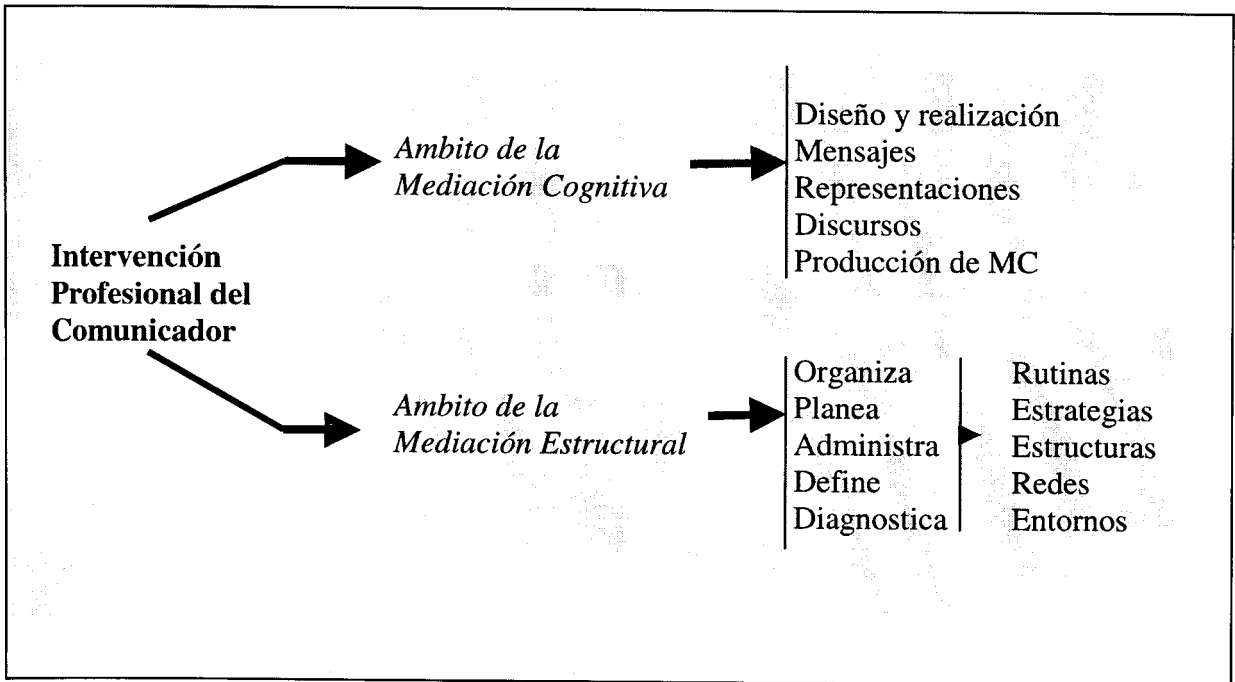 Intervención
Profesional del
Comunicador
Ambito de la
Mediación Cognitiva
Diseño y realización
Mensajes
Representaciones
Discursos
Producción de MC
Ambito de la
Mediación Estructural
Organiza
Planea
Administra
Define
Diagnostica
Rutinas
Estrategias
Estructuras
Redes
Entornos